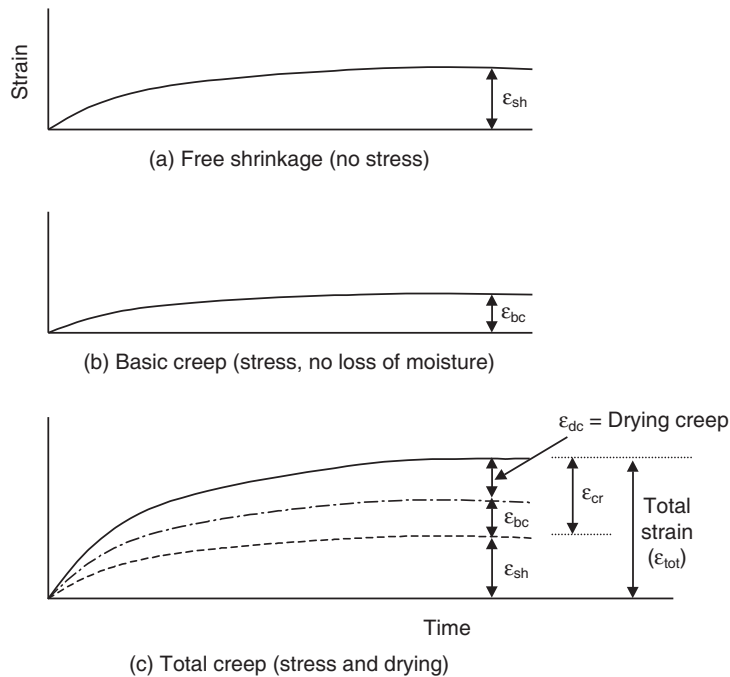 Strain
εsh
(a) Free shrinkage (no stress)
εbc
(b) Basic creep (stress, no loss of moisture)
εdc = Drying creep
εbc
εsh
εcr
Total
strain
(εtot)
Time
(c) Total creep (stress and drying)